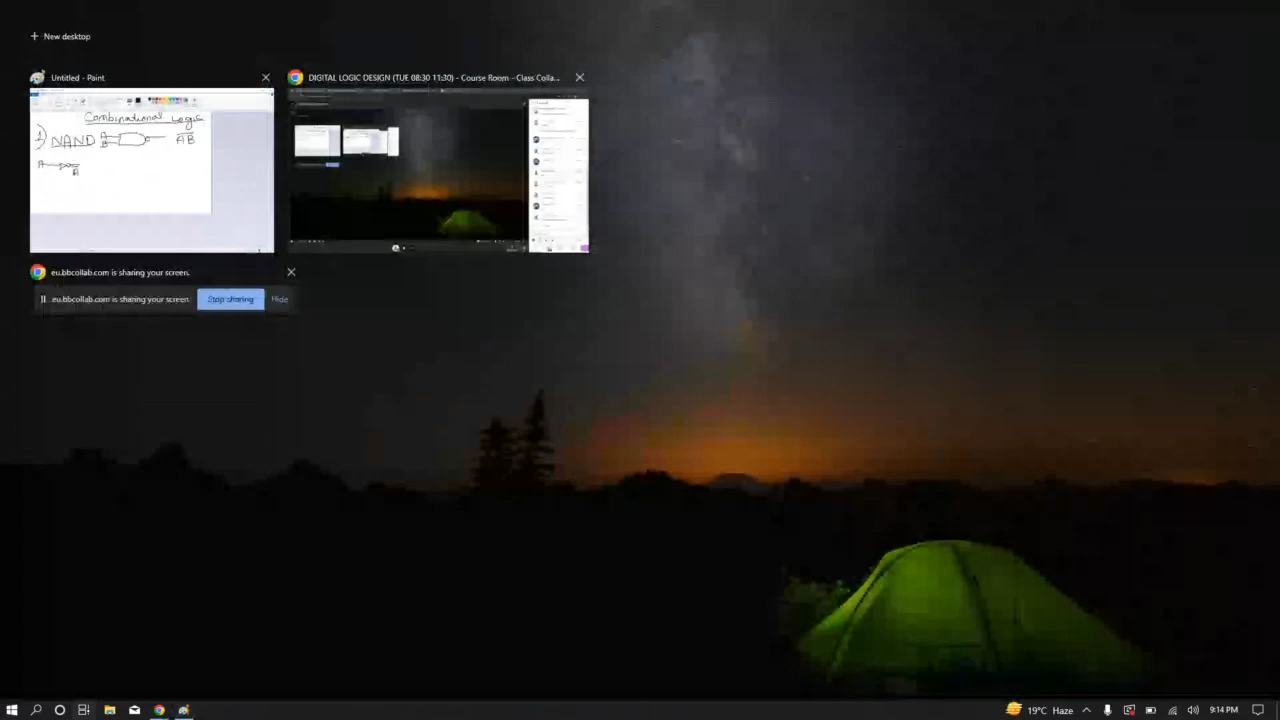 New desktop
Untitled - Paint
DIGITAL LOGIC DESIGN (TUE 08:30 11:30) - Course Room - Class Colla...
Combinational Logic
1) NAND A B AB
A
A
eu.bbcollab.com is sharing your screen.
eu.bbcollab.com is sharing your screen
Stop sharing
Hide
19°C Haze
9:14 PM